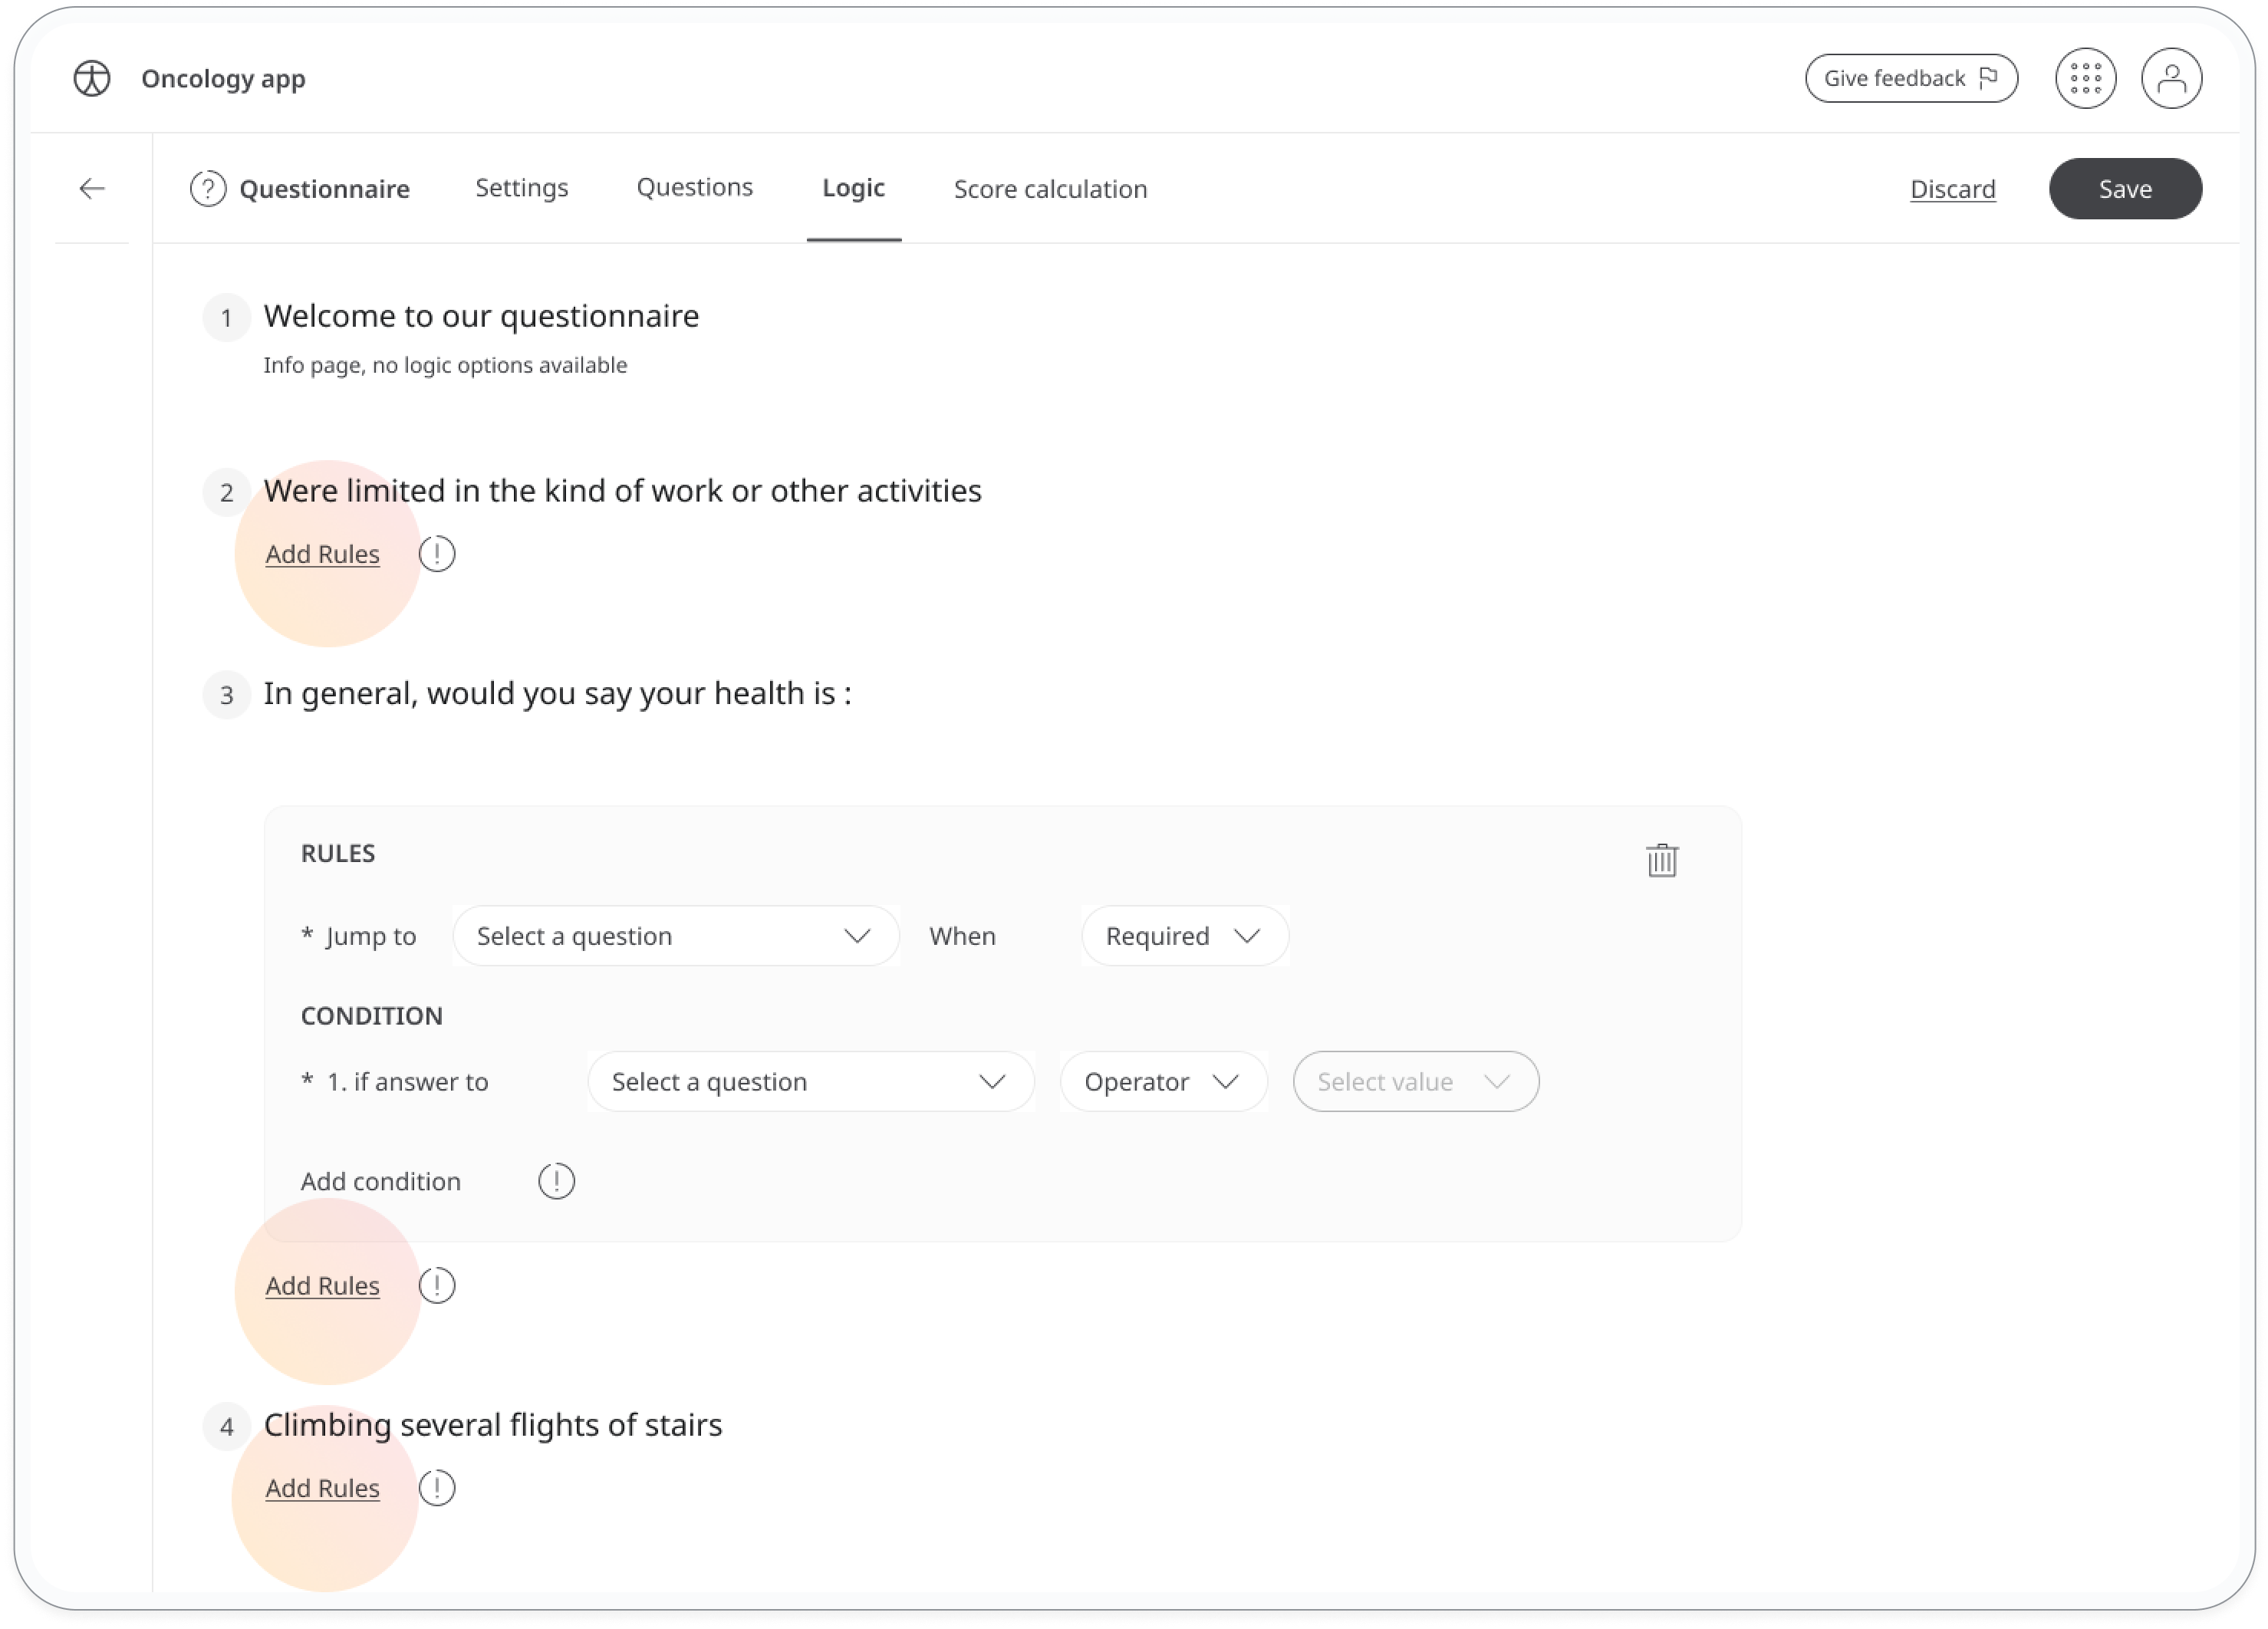 Oncology app
Give feedback
Questionnaire
Settings
Questions
Logic
Score calculation
Discard
Save
1 Welcome to our questionnaire
Info page, no logic options available
2 Were limited in the kind of work or other activities
Add Rules
3 In general, would you say your health is :
RULES
* Jump to Select a question When Required
CONDITION
* 1. if answer to Select a question Operator Select value
Add condition
Add Rules
4 Climbing several flights of stairs
Add Rules